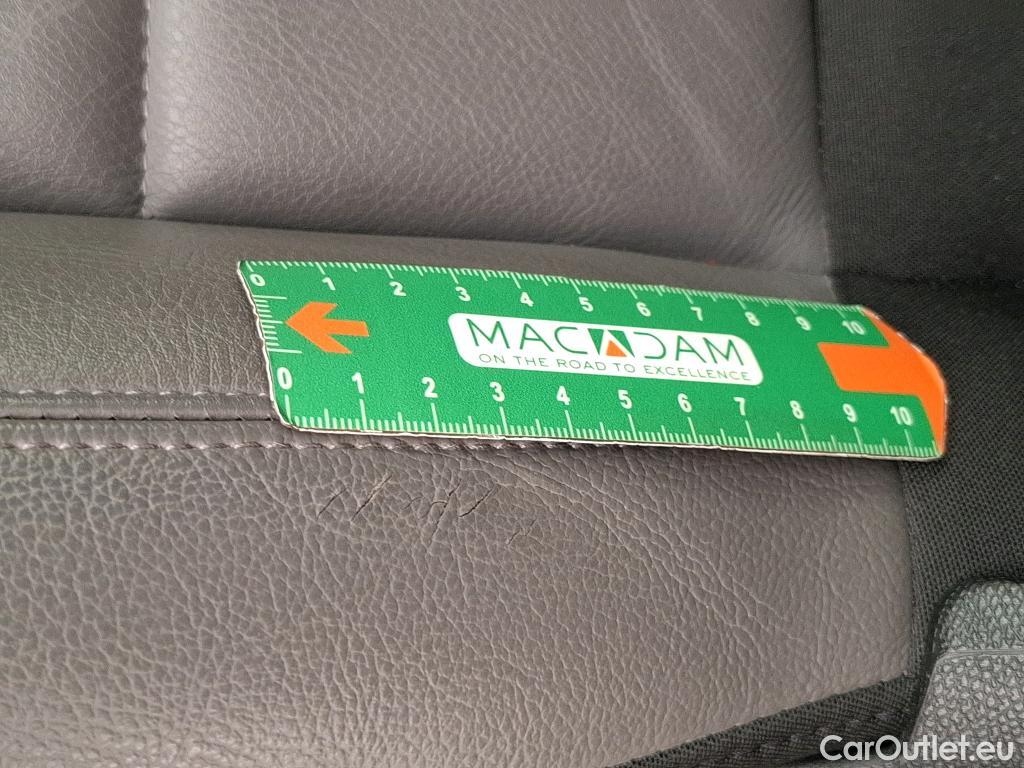 0 1 2 3 4 5 6 7 8 9 10
MACADAM
ON THE ROAD TO EXCELLENCE
0 1 2 3 4 5 6 7 8 9 10
CarOutlet.eu